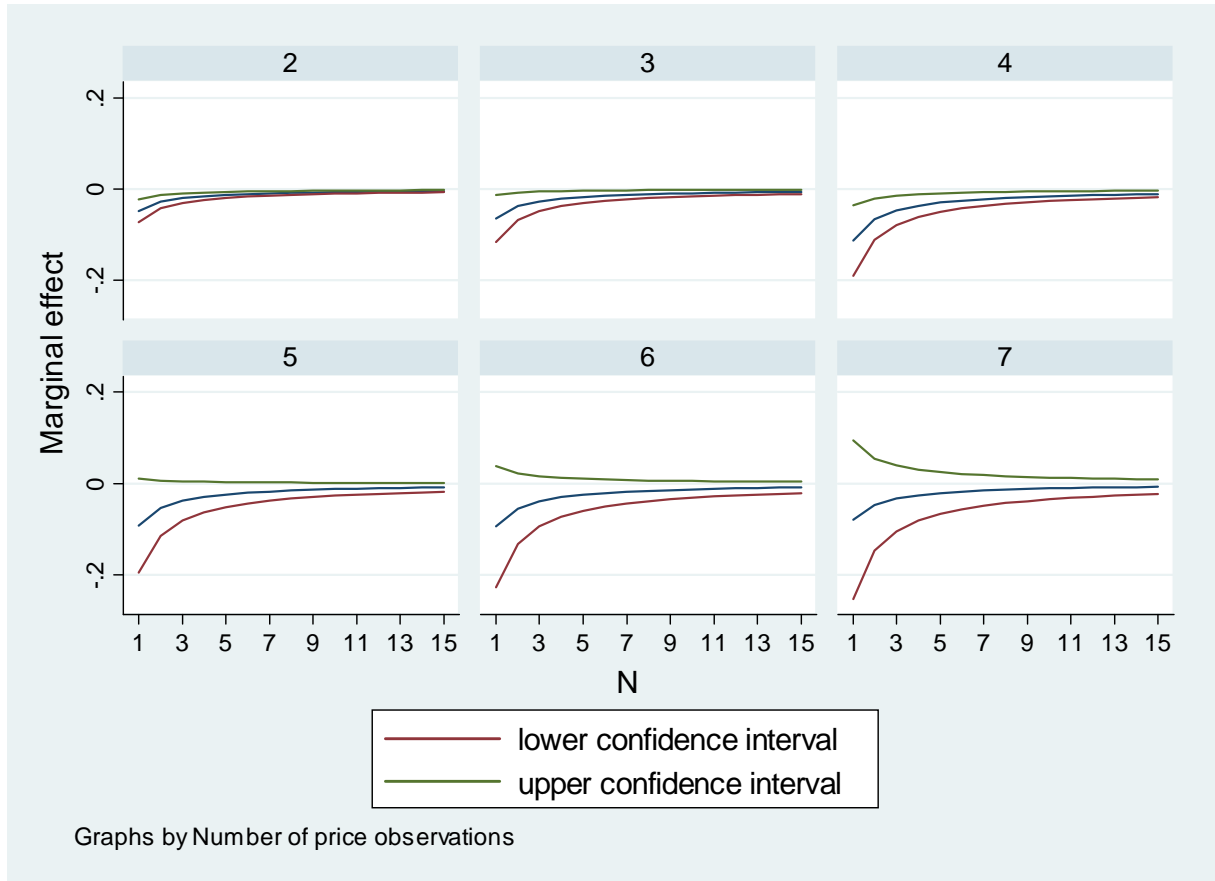 2 3 4
.2
0
-.2
5 6 7
.2
0
-.2
Marginal effect
1 3 5 7 9 11 13 15 1 3 5 7 9 11 13 15 1 3 5 7 9 11 13 15
N
lower confidence interval
upper confidence interval
Graphs by Number of price observations